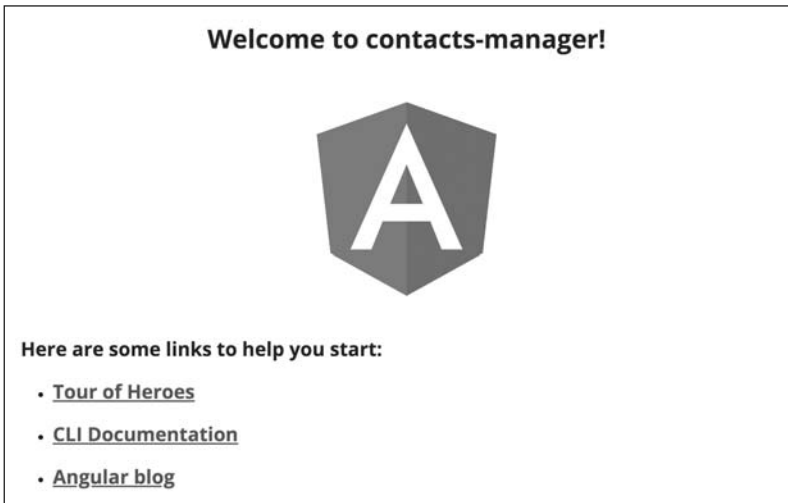 Welcome to contacts-manager!
A
Here are some links to help you start:
• Tour of Heroes
• CLI Documentation
• Angular blog